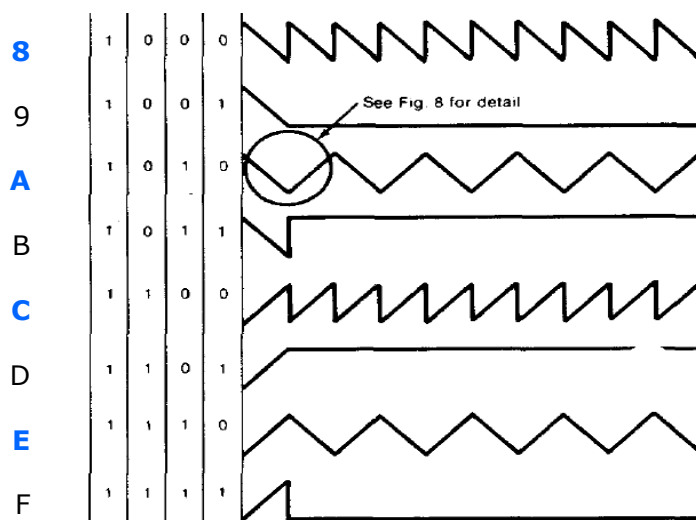 8 1 0 0 0
9 1 0 0 1
See Fig. 8 for detail
A 1 0 1 0
B 1 0 1 1
C 1 1 0 0
D 1 1 0 1
E 1 1 1 0
F 1 1 1 1